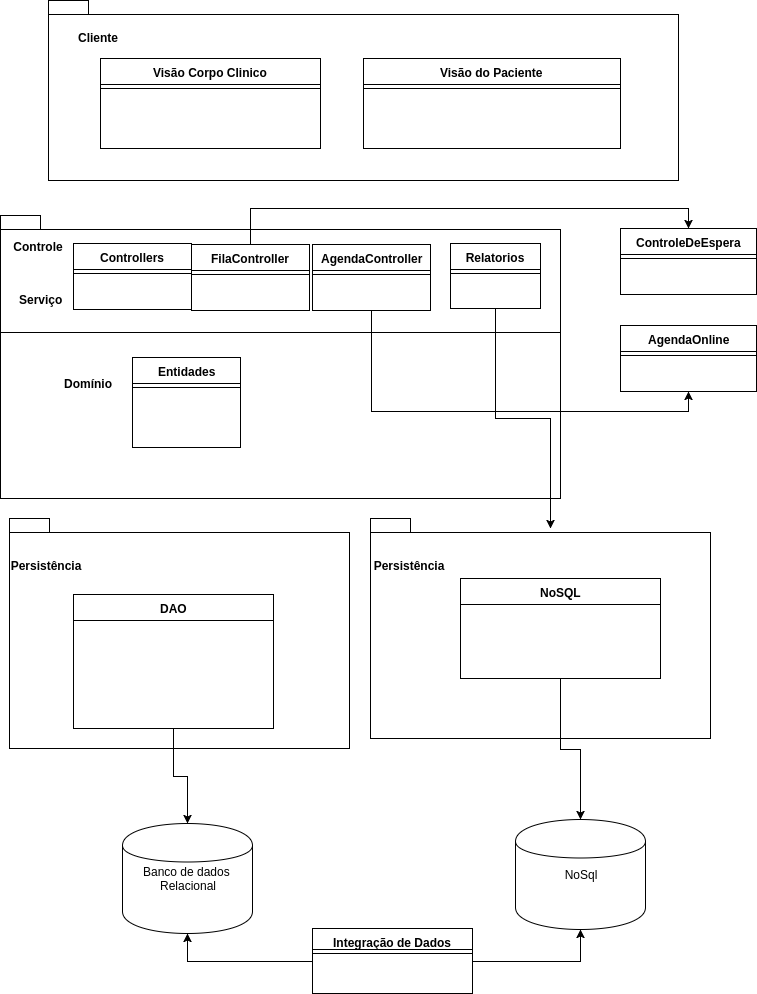 Cliente
Visão Corpo Clinico
Visão do Paciente
Controle
Controllers
FilaController
AgendaController
Relatorios
ControleDeEspera
Serviço
AgendaOnline
Domínio
Entidades
Persistência
Persistência
DAO
NoSQL
Banco de dados
Relacional
NoSql
Integração de Dados